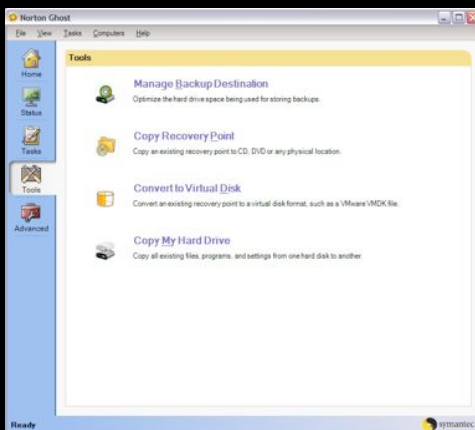 Norton Ghost
File View Tasks Computers Help
Home
Status
Tasks
Tools
Advanced
Tools
Manage Backup Destination
Optimize the hard drive space being used for storing backups.
Copy Recovery Point
Copy an existing recovery point to CD, DVD or any physical location.
Convert to Virtual Disk
Convert an existing recovery point to a virtual disk format, such as a VMware VMDK file.
Copy My Hard Drive
Copy all existing files, programs, and settings from one hard disk to another.
Ready
symantec